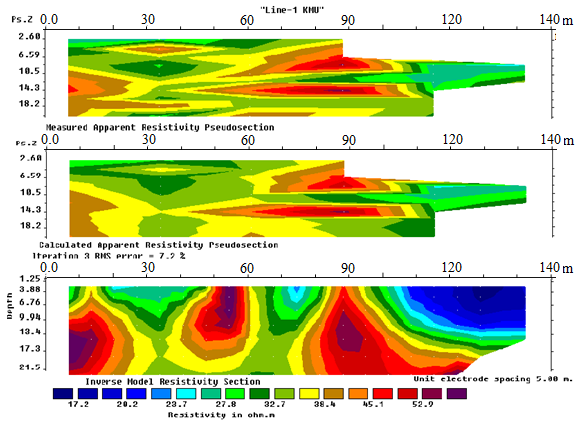 "Line-1 KMU"
Ps.Z 0.0 30 60 90 120 140 m
2.60
6.59
10.5
14.3
18.2
Measured Apparent Resistivity Pseudosection
Ps.Z 0.0 30 60 90 120 140 m
2.60
6.59
10.5
14.3
18.2
Calculated Apparent Resistivity Pseudosection
Iteration 3 RMS error = 7.2 %
Depth 0.0 30 60 90 120 140 m
1.25
3.88
6.76
9.94
13.4
17.3
21.5
Inverse Model Resistivity Section
Unit electrode spacing 5.00 m.
17.2 20.2 23.7 27.8 32.7 38.4 45.1 52.9
Resistivity in ohm.m